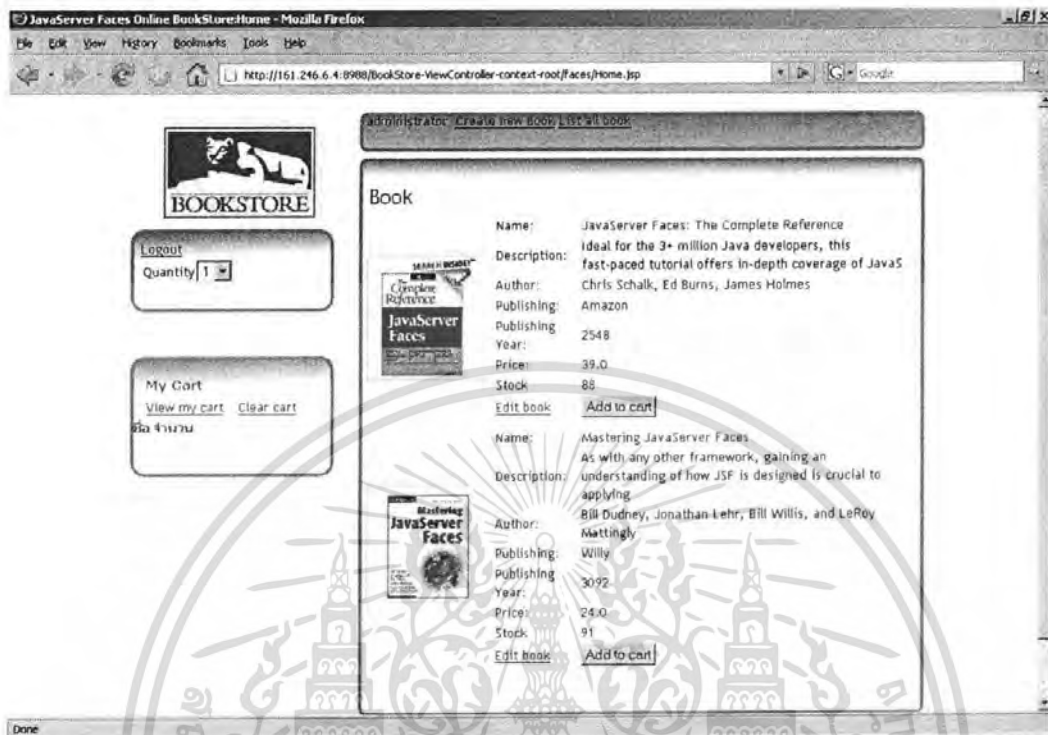 JavaServer Faces Online BookStore:Home - Mozilla Firefox
File Edit View History Bookmarks Tools Help
http://161.246.6.4:8988/BookStore-ViewController-context-root/faces/Home.jsp
Google
BOOKSTORE
Logout
Quantity 1
My Cart
View my cart Clear cart
ชื่อ จำนวน
administrator Create new Book List all book
Book
Name: JavaServer Faces: The Complete Reference
Description: Ideal for the 3+ million Java developers, this
fast-paced tutorial offers in-depth coverage of JavaS
Author: Chris Schalk, Ed Burns, James Holmes
Publishing: Amazon
Publishing
Year: 2548
Price: 39.0
Stock 88
Edit book Add to cart
SEARCH INSIDE!
The
Complete
Reference
JavaServer
Faces
Name: Mastering JavaServer Faces
Description: As with any other framework, gaining an
understanding of how JSF is designed is crucial to
applying
Author: Bill Dudney, Jonathan Lehr, Bill Willis, and LeRoy
Mattingly
Publishing: Willy
Publishing
Year: 3092
Price: 24.0
Stock 91
Edit book Add to cart
Mastering
JavaServer
Faces
Done